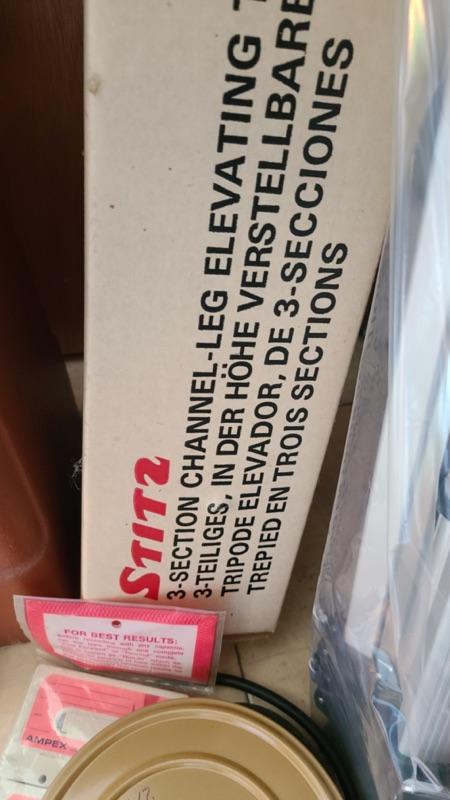 STITZ
3-SECTION CHANNEL-LEG ELEVATING T
3-TEILIGES, IN DER HÖHE VERSTELLBARE
TRIPODE ELEVADOR, DE 3-SECCIONES
TREPIED EN TROIS SECTIONS
FOR BEST RESULTS:
AMPEX